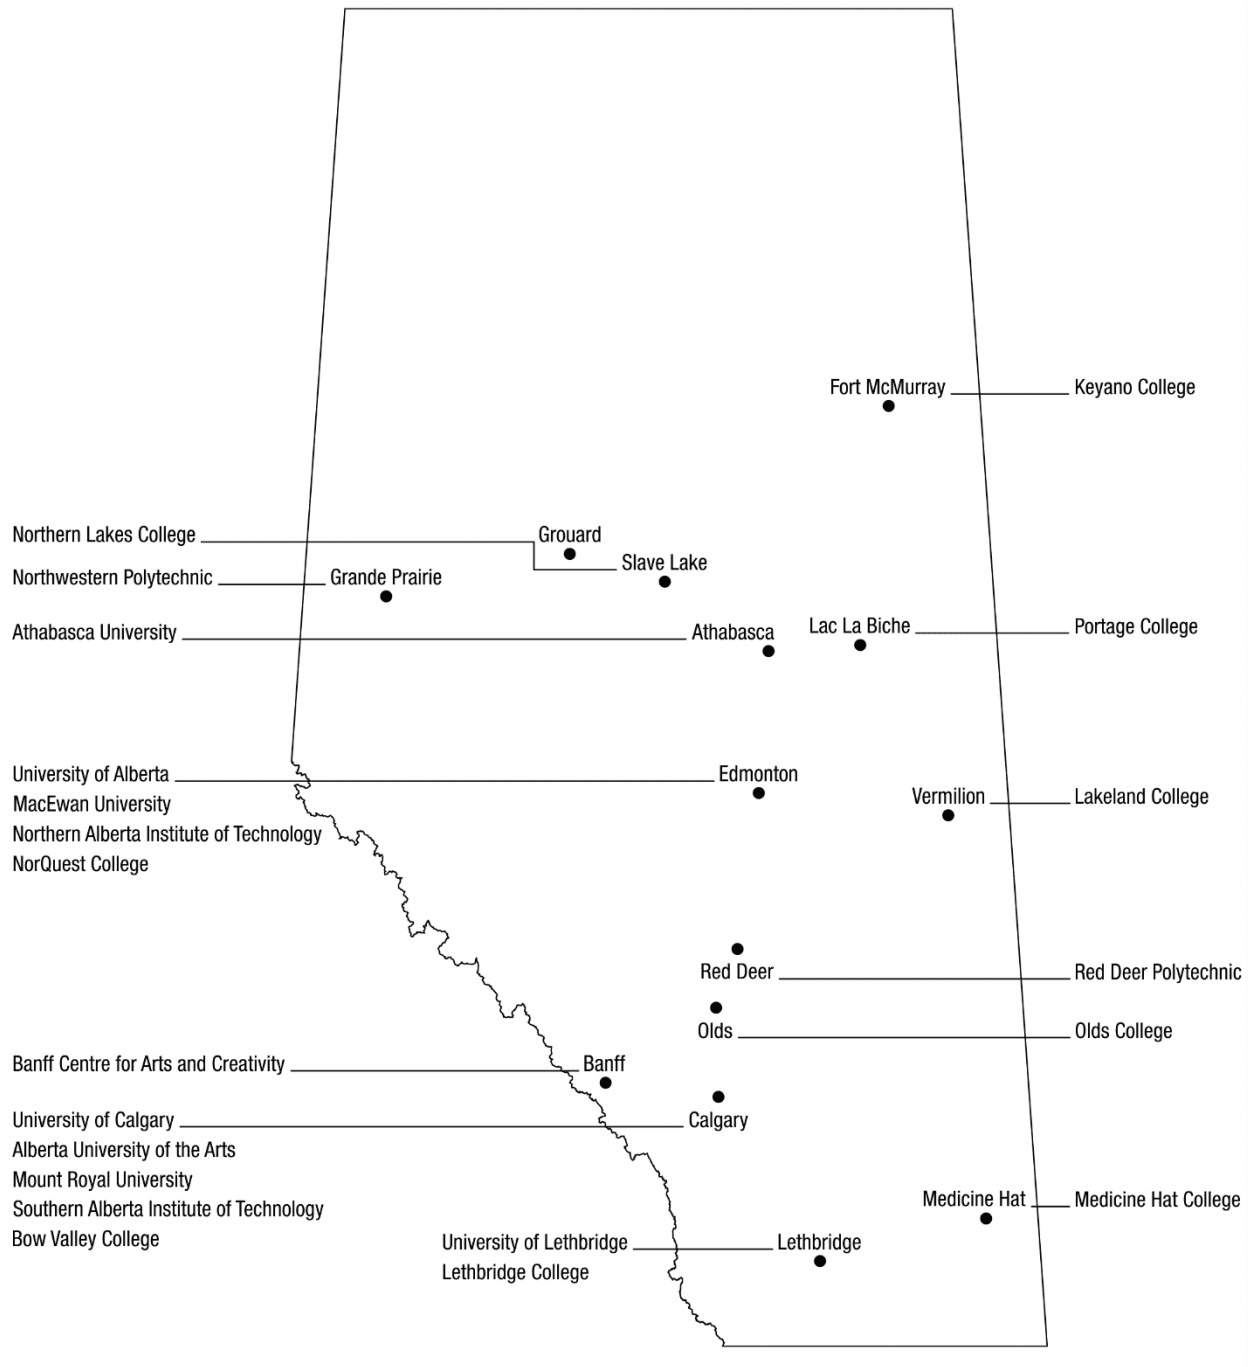 Fort McMurray
Keyano College
Northern Lakes College
Grouard
Slave Lake
Northwestern Polytechnic
Grande Prairie
Athabasca University
Athabasca
Lac La Biche
Portage College
University of Alberta
Edmonton
MacEwan University
Northern Alberta Institute of Technology
NorQuest College
Vermilion
Lakeland College
Red Deer
Red Deer Polytechnic
Olds
Olds College
Banff Centre for Arts and Creativity
Banff
University of Calgary
Calgary
Alberta University of the Arts
Mount Royal University
Southern Alberta Institute of Technology
Bow Valley College
Medicine Hat
Medicine Hat College
University of Lethbridge
Lethbridge
Lethbridge College